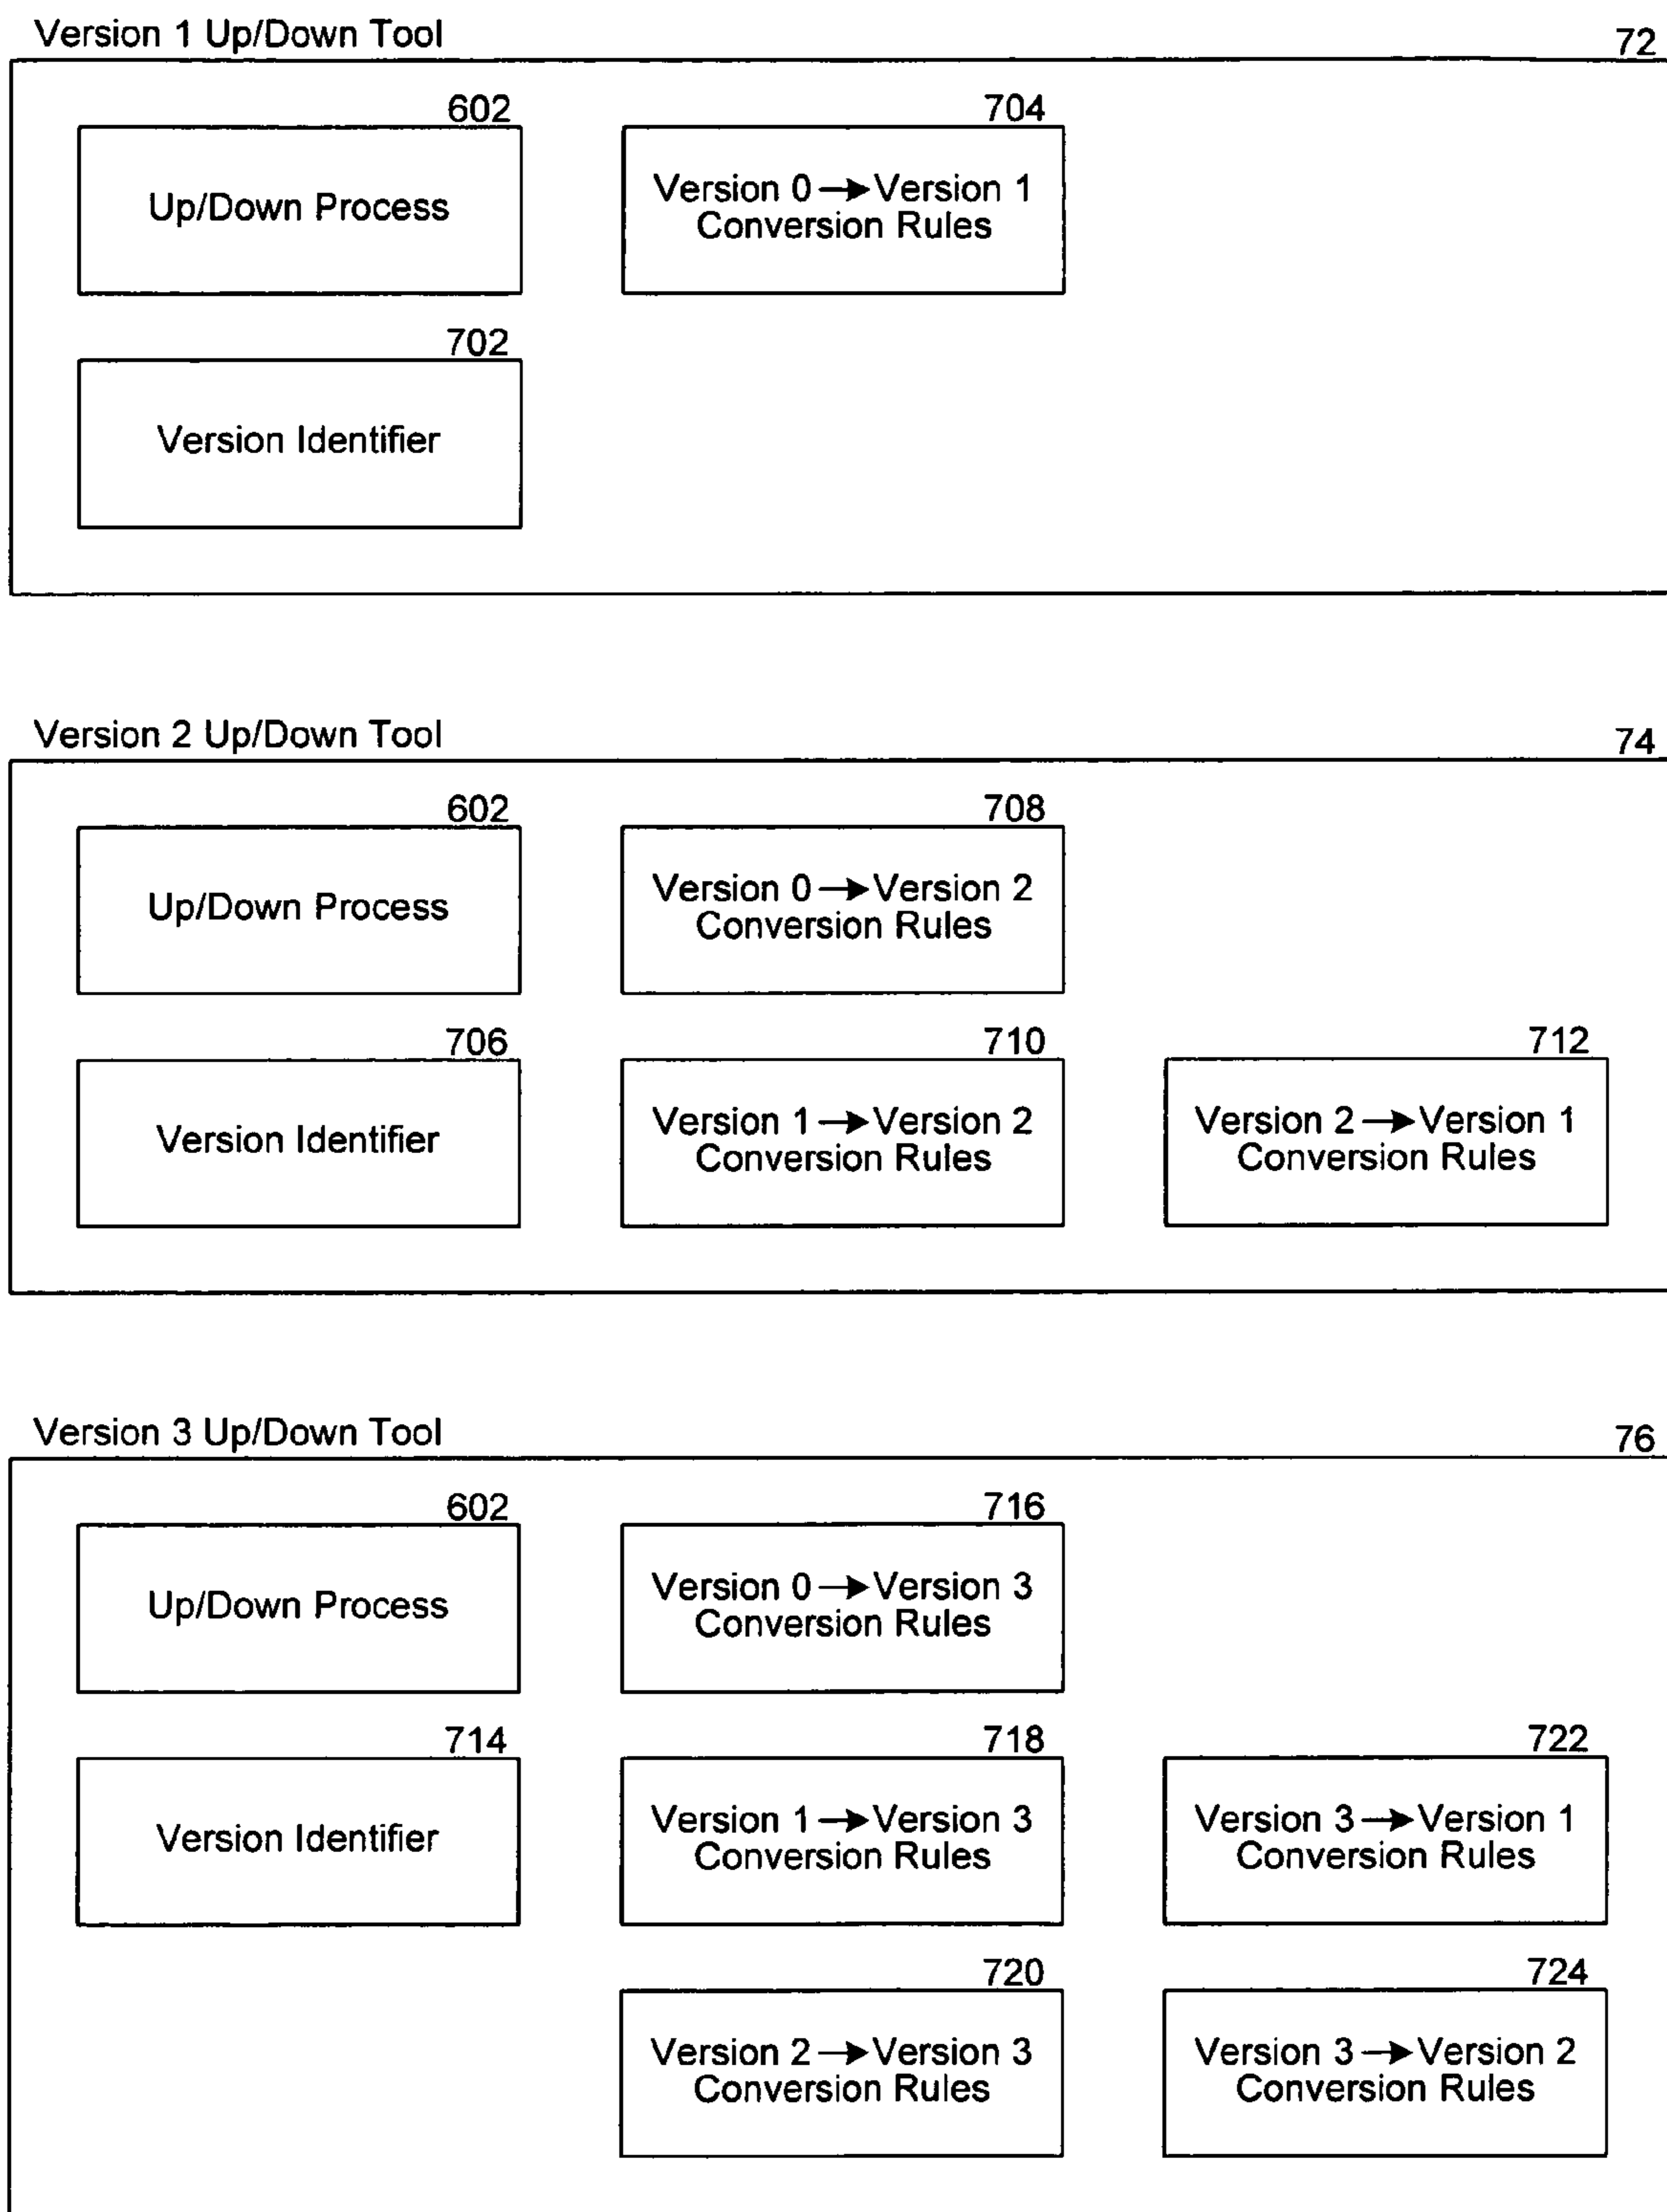 Version 1 Up/Down Tool
72
602
704
Up/Down Process
Version 0→Version 1
Conversion Rules
702
Version Identifier
Version 2 Up/Down Tool
74
602
708
Up/Down Process
Version 0→Version 2
Conversion Rules
706
710
712
Version Identifier
Version 1→Version 2
Conversion Rules
Version 2→Version 1
Conversion Rules
Version 3 Up/Down Tool
76
602
716
Up/Down Process
Version 0→Version 3
Conversion Rules
714
718
722
Version Identifier
Version 1→Version 3
Conversion Rules
Version 3→Version 1
Conversion Rules
720
724
Version 2→Version 3
Conversion Rules
Version 3→Version 2
Conversion Rules